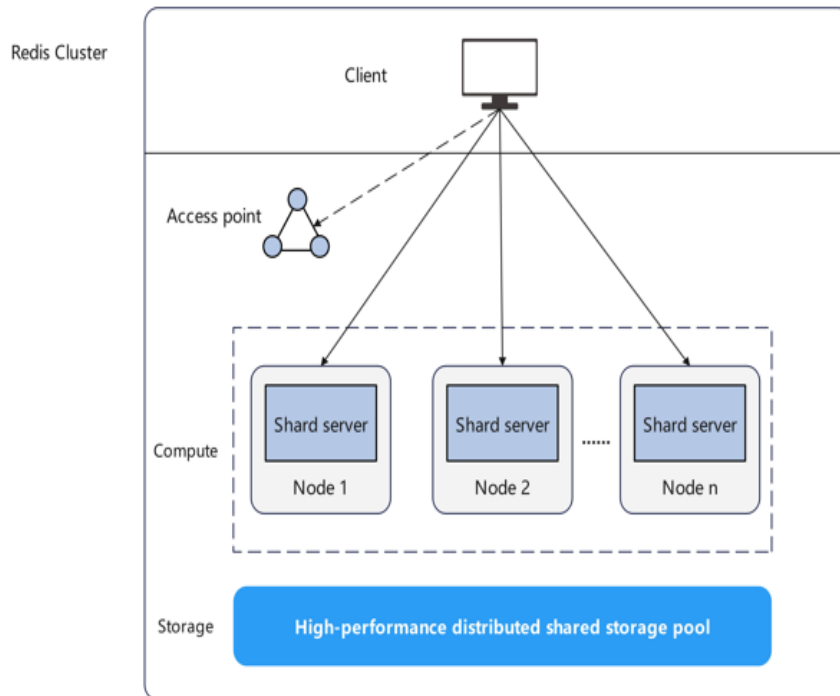 Redis Cluster
Client
Access point
Shard server
Shard server
Shard server
......
Compute
Node 1
Node 2
Node n
Storage
High-performance distributed shared storage pool